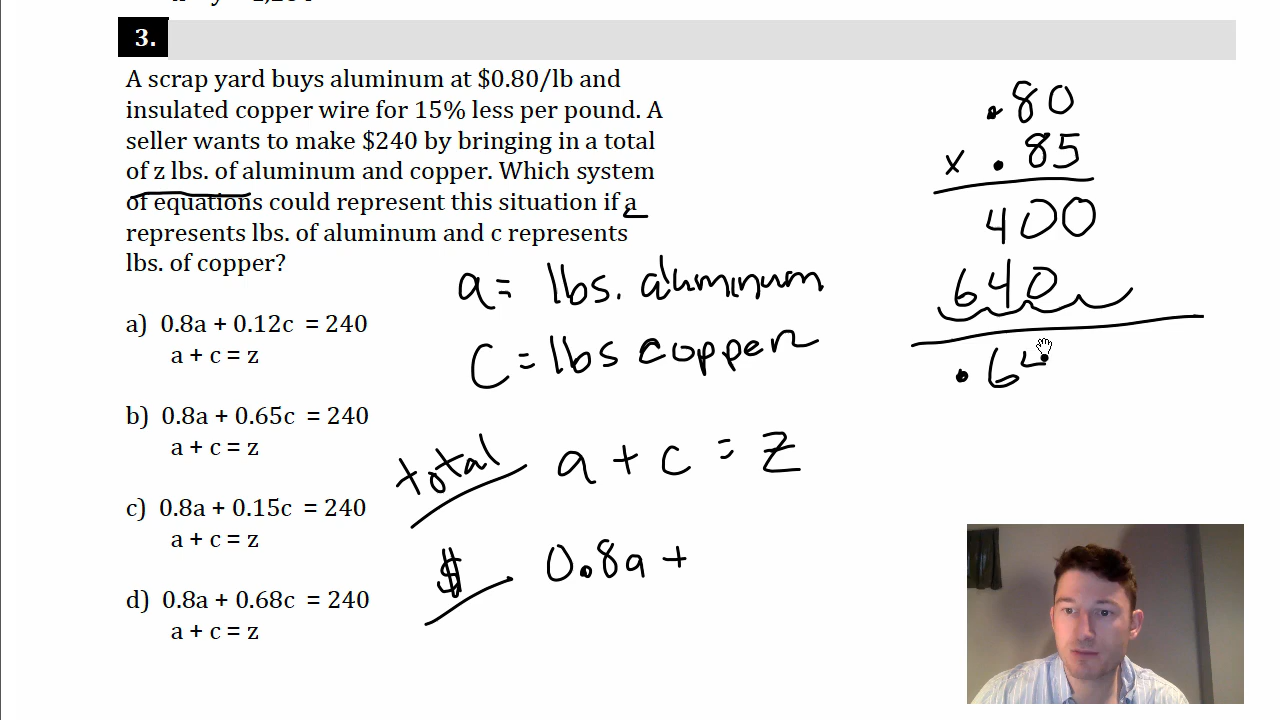 3.
A scrap yard buys aluminum at $0.80/lb and
insulated copper wire for 15% less per pound. A
seller wants to make $240 by bringing in a total
of z lbs. of aluminum and copper. Which system
of equations could represent this situation if a
represents lbs. of aluminum and c represents
lbs. of copper?
a) 0.8a + 0.12c = 240
a + c = z
b) 0.8a + 0.65c = 240
a + c = z
c) 0.8a + 0.15c = 240
a + c = z
d) 0.8a + 0.68c = 240
a + c = z
a = lbs. aluminum
C = lbs copper
total a + c = z
$ 0.8a +
.80
x .85
400
640
.64